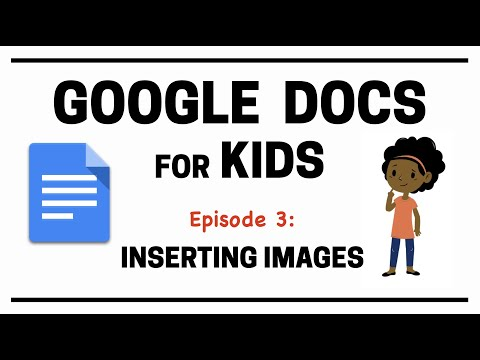 GOOGLE DOCS
FOR KIDS
Episode 3:
INSERTING IMAGES